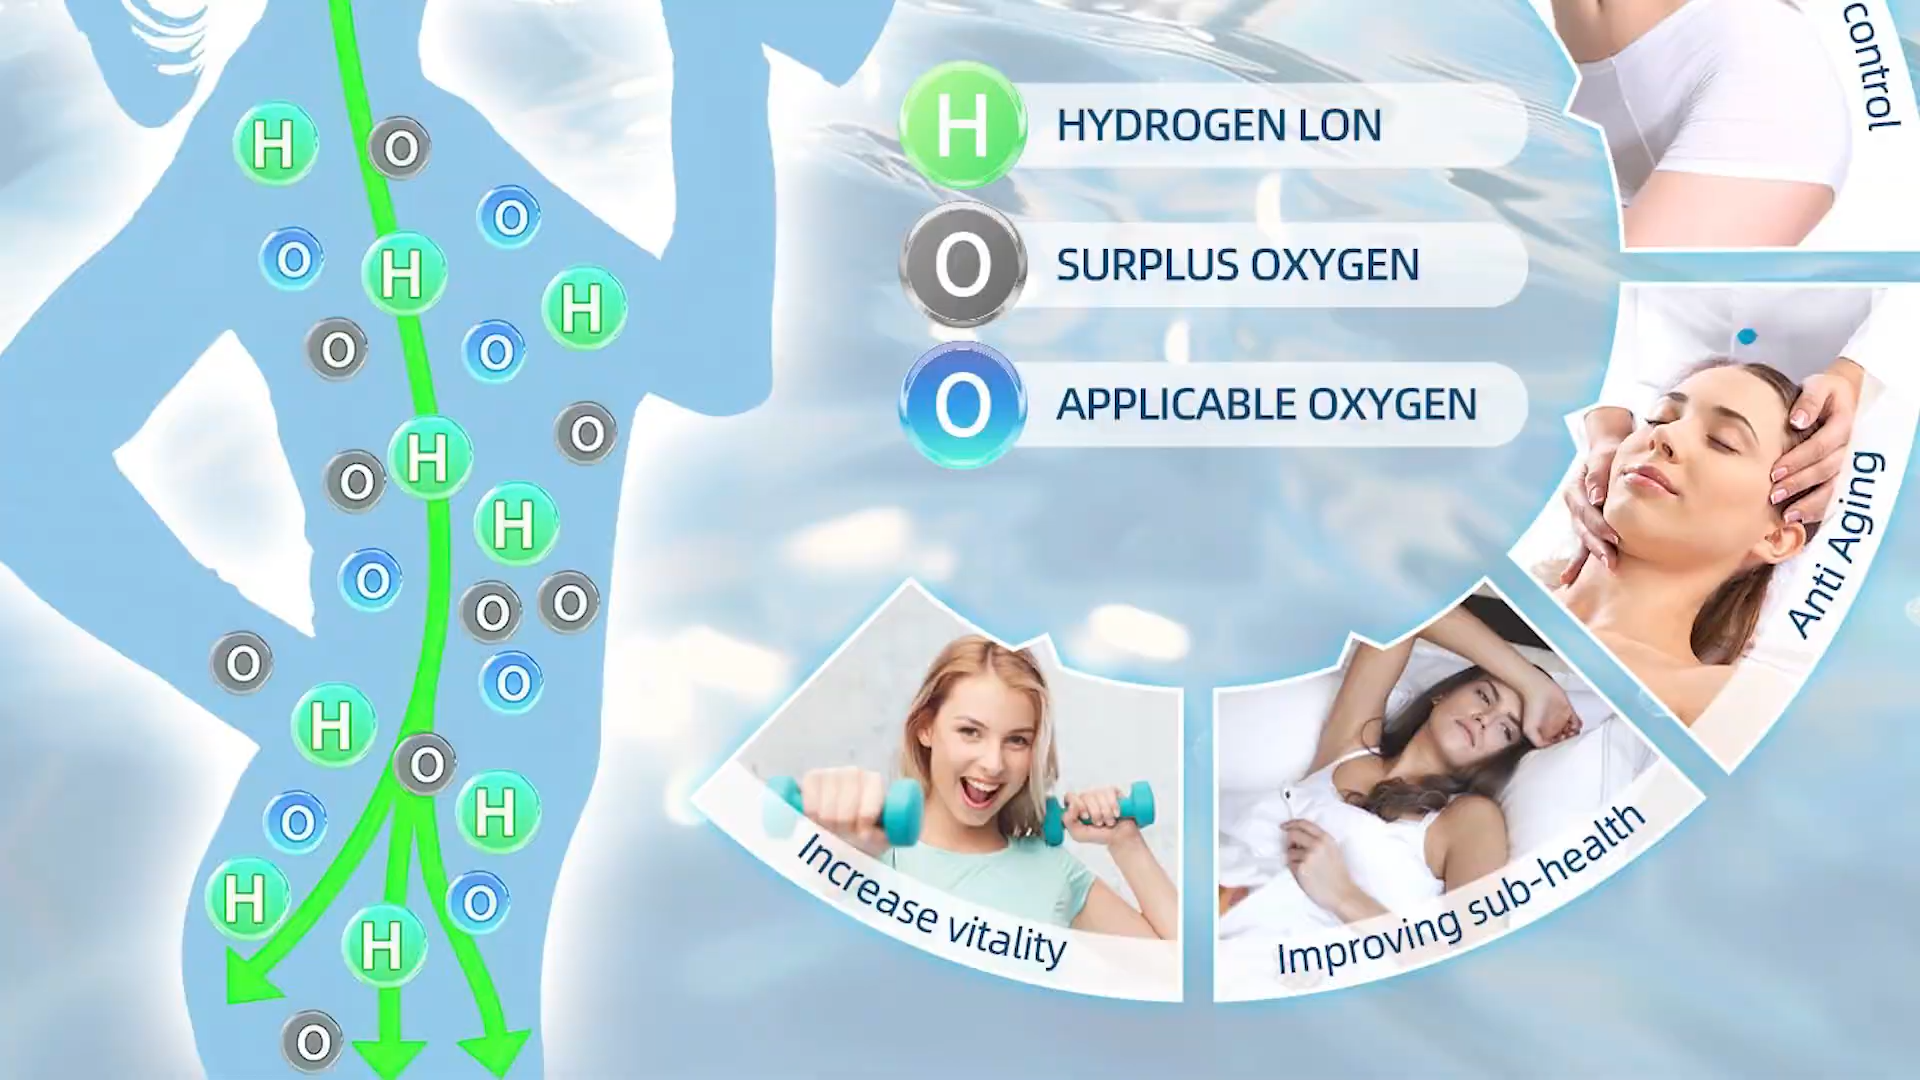 control
H HYDROGEN LON
O SURPLUS OXYGEN
O APPLICABLE OXYGEN
Anti Aging
Increase vitality
Improving sub-health
H
O
O
O
H
H
O
O
O
H
O
H
O
O
O
O
O
H
O
H
O
H
O
H
O